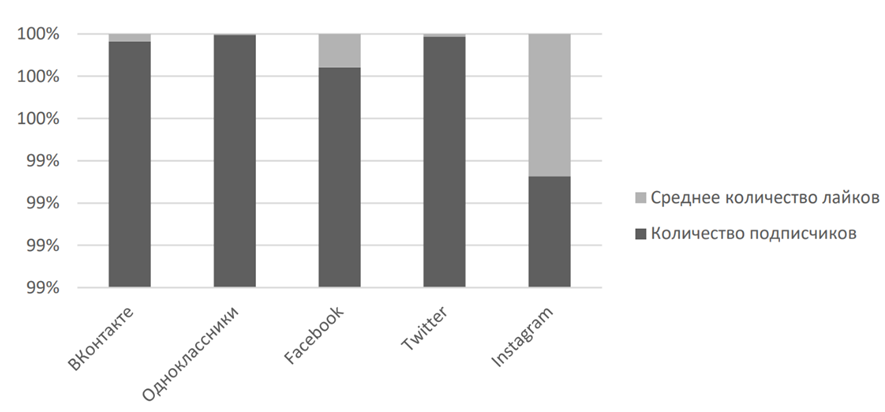 100%
100%
100%
99%
99%
99%
99%
ВКонтакте
Одноклассники
Facebook
Twitter
Instagram
Среднее количество лайков
Количество подписчиков